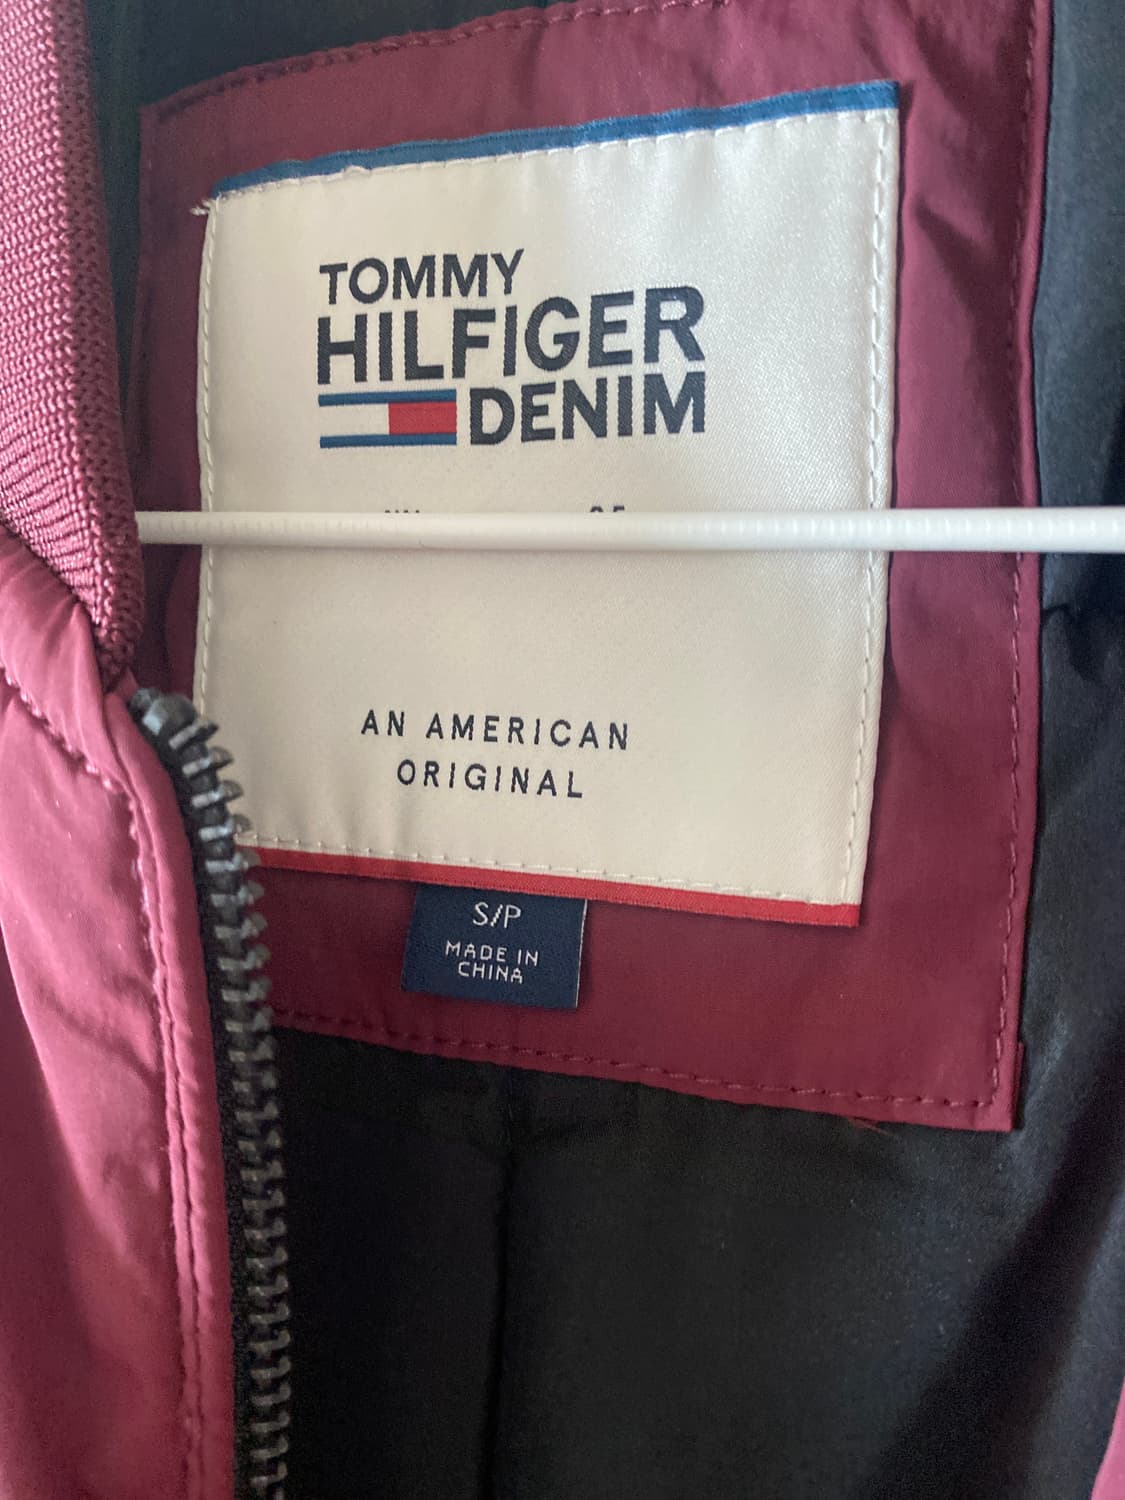 TOMMY
HILFIGER
DENIM
AN AMERICAN
ORIGINAL
S/P
MADE IN
CHINA